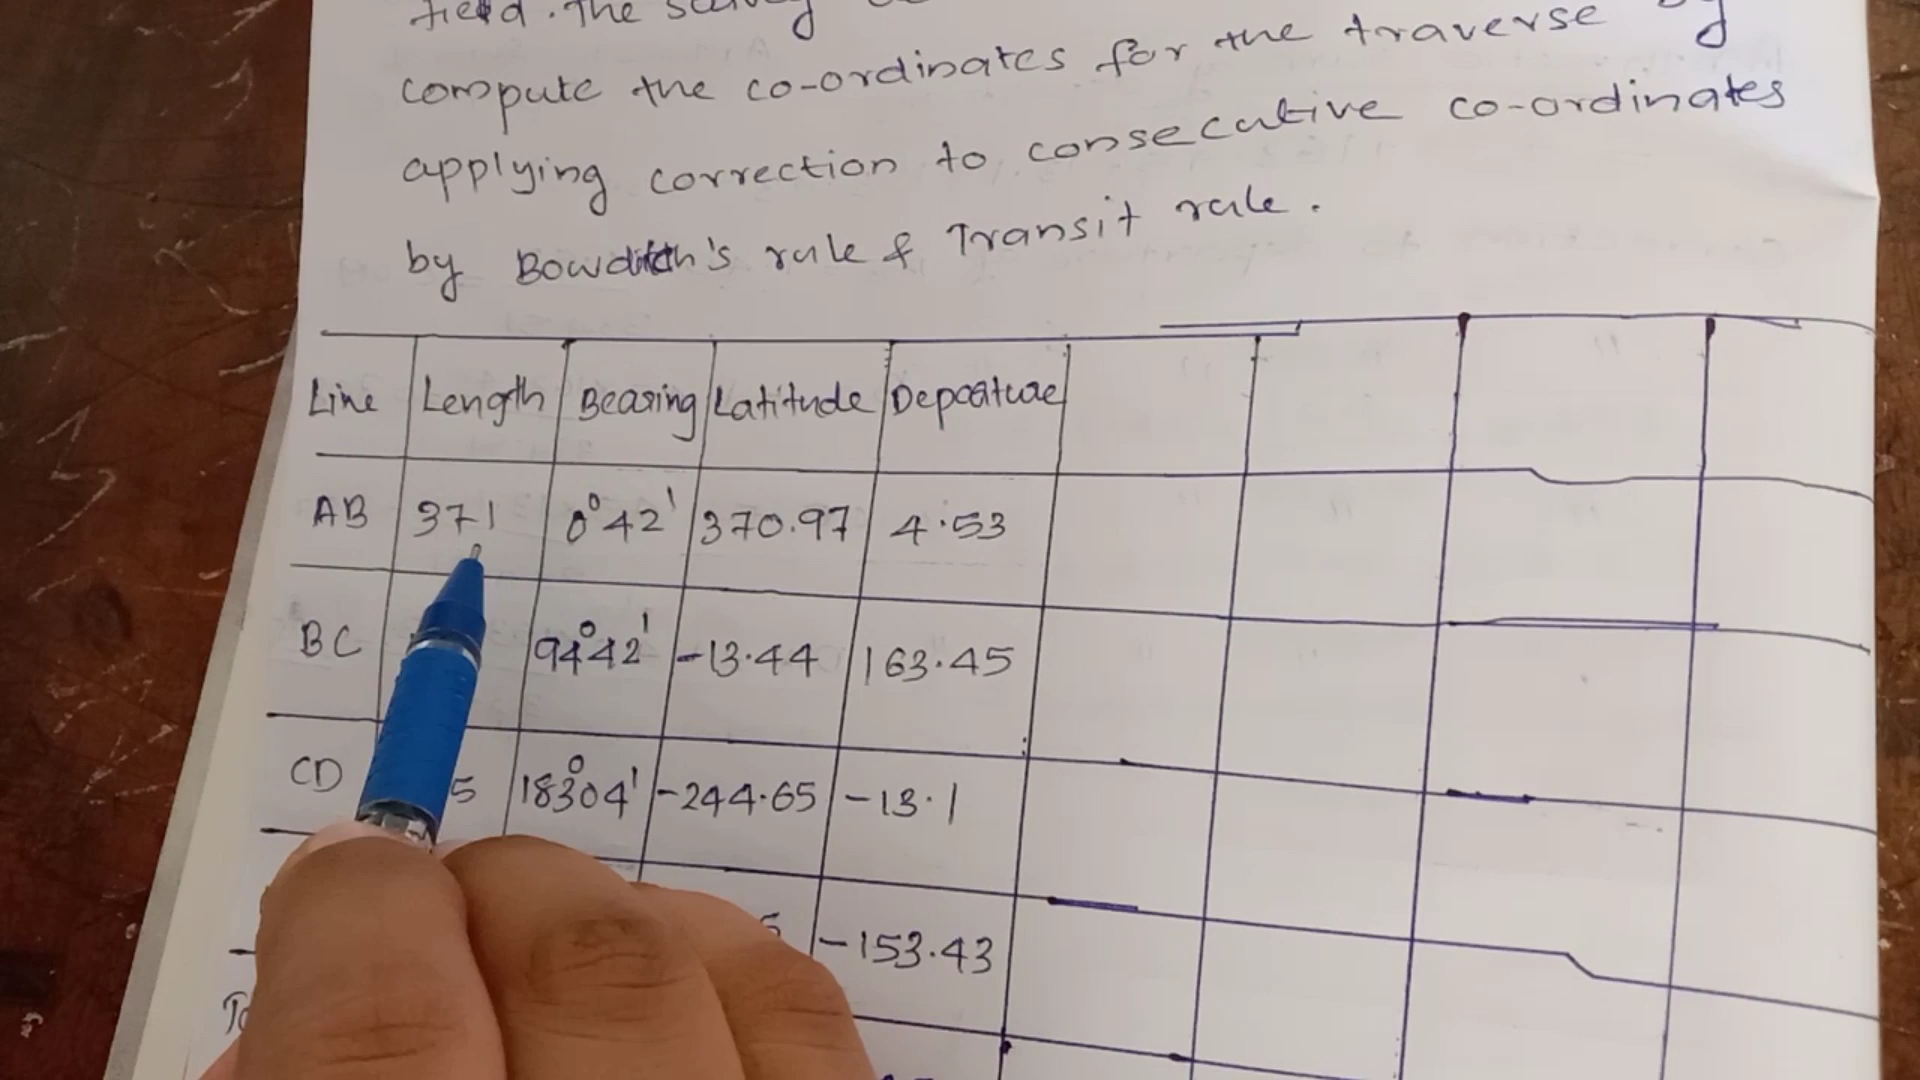 field. The
compute the co-ordinates for the traverse by
applying correction to consecutive co-ordinates
by Bowditch's rule & Transit rule.
Line Length Bearing Latitude Departure
AB 371 0°42' 370.97 4.53
BC 94°42' -13.44 163.45
CD 5 183°04' -244.65 -13.1
5 -153.43